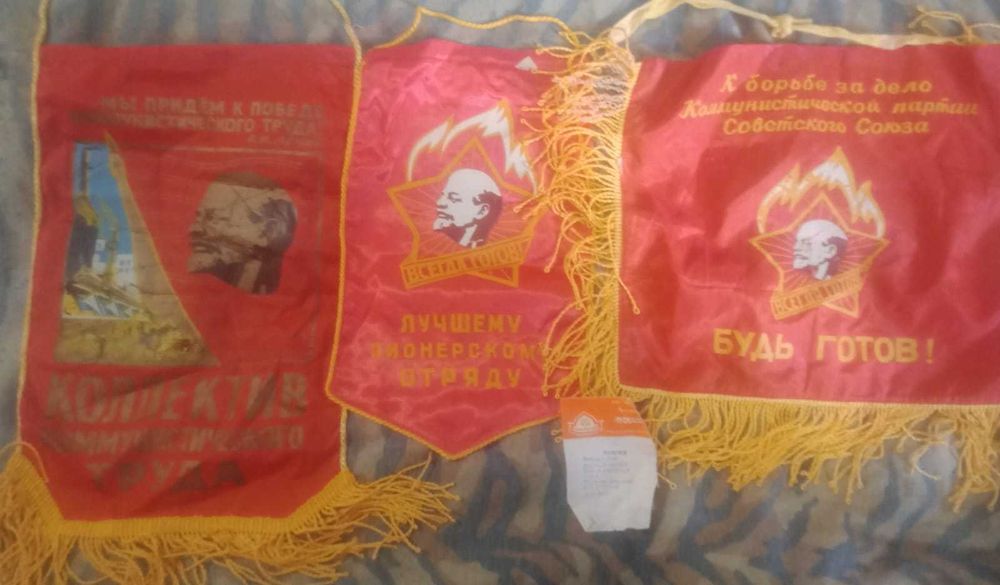 МЫ ПРИДЁМ К ПОБЕДЕ
КОММУНИСТИЧЕСКОГО ТРУДА
КОЛЛЕКТИВ
КОММУНИСТИЧЕСКОГО
ТРУДА
ВСЕГДА ГОТОВ!
ЛУЧШЕМУ
ПИОНЕРСКОМУ
ОТРЯДУ
К борьбе за дело
Коммунистической партии
Советского Союза
ВСЕГДА ГОТОВ!
БУДЬ ГОТОВ!